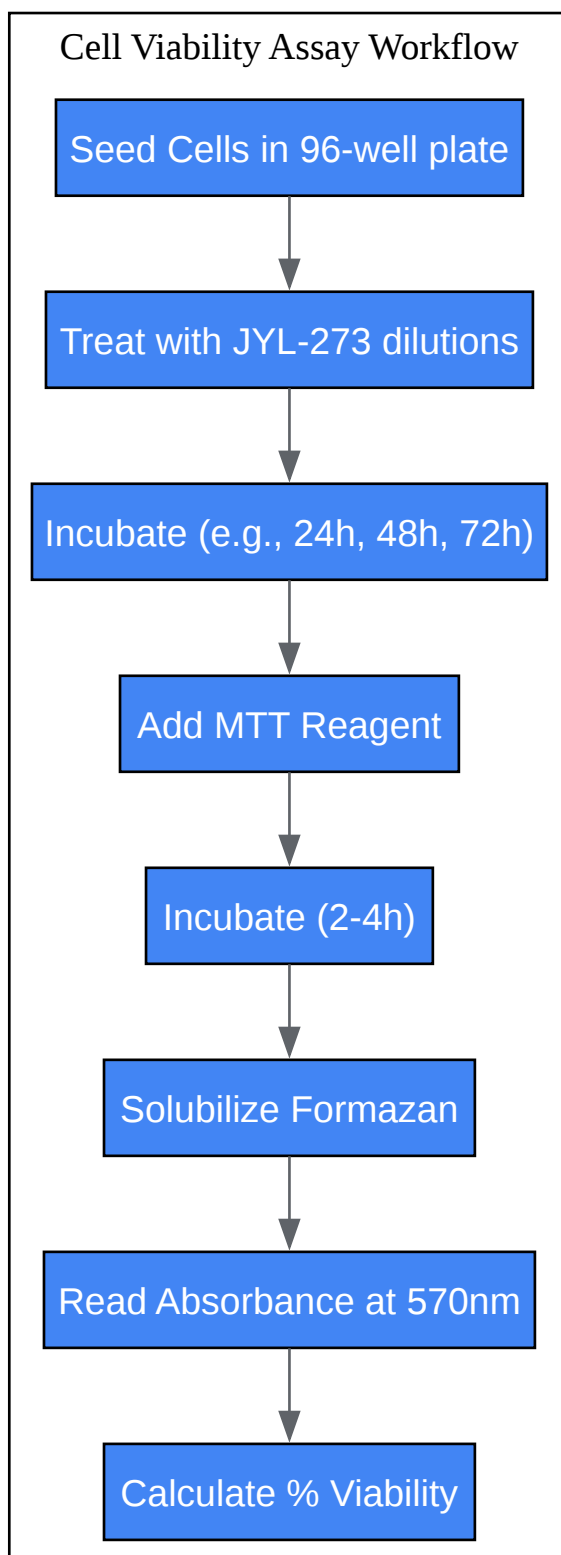 Cell Viability Assay Workflow
Seed Cells in 96-well plate
Treat with JYL-273 dilutions
Incubate (e.g., 24h, 48h, 72h)
Add MTT Reagent
Incubate (2-4h)
Solubilize Formazan
Read Absorbance at 570nm
Calculate % Viability